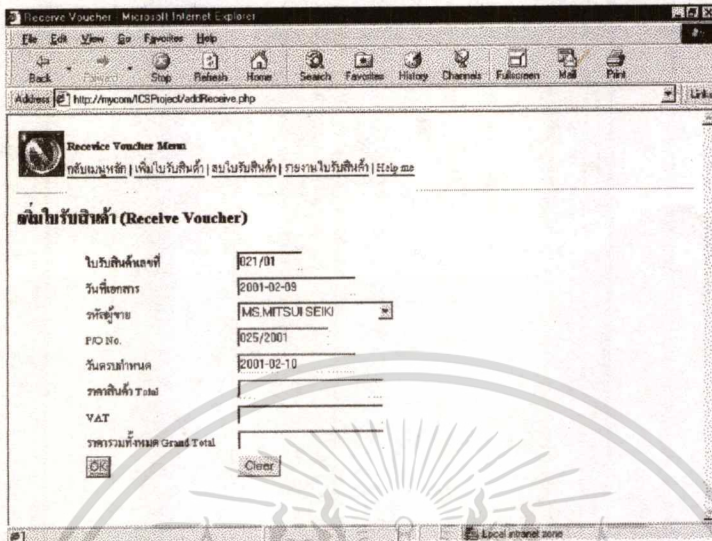 Receive Voucher - Microsoft Internet Explorer
File Edit View Go Favorites Help
Back Forward Stop Refresh Home Search Favorites History Channels Fullscreen Mail Print
Address http://mycom/ICSProject/addReceive.php Links
Recevice Voucher Menu
กลับเมนูหลัก | เพิ่มใบรับสินค้า | ลบใบรับสินค้า | รายงานใบรับสินค้า | Help me
เพิ่มใบรับสินค้า (Receive Voucher)
ใบรับสินค้าเลขที่ 021/01
วันที่เอกสาร 2001-02-09
รหัสผู้ขาย MS.MITSUI SEIKI
P/O No. 025/2001
วันครบกำหนด 2001-02-10
ราคาสินค้า Total
VAT
ราคารวมทั้งหมด Grand Total
OK Clear
Local intranet zone